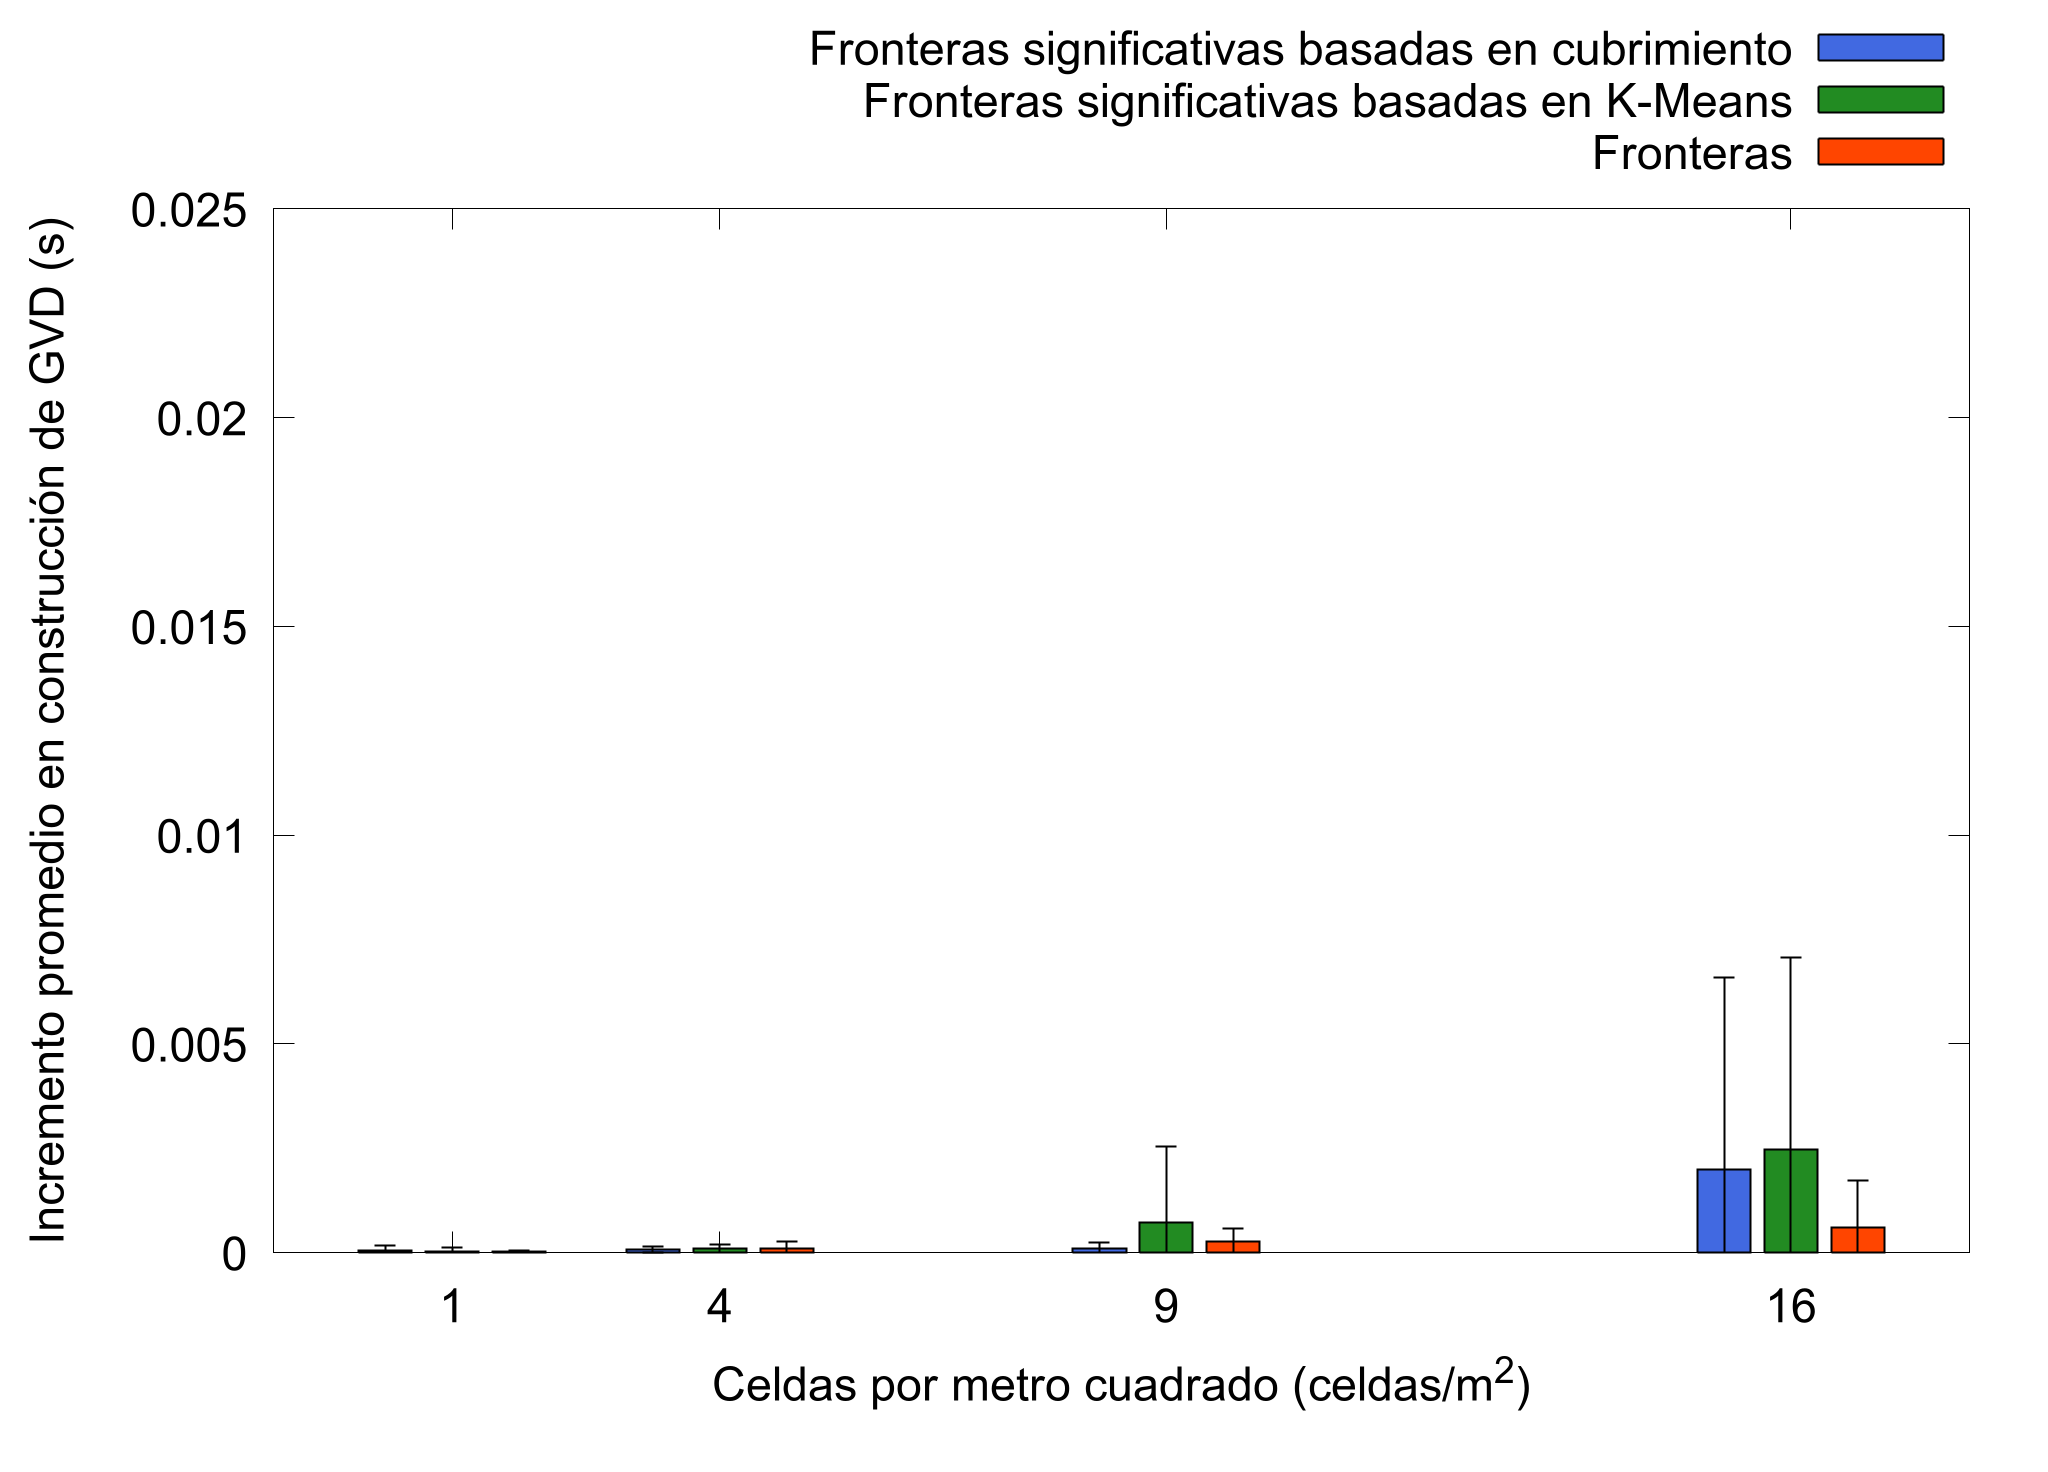 Fronteras significativas basadas en cubrimiento
Fronteras significativas basadas en K-Means
Fronteras
Incremento promedio en construcción de GVD (s)
0.025
0.02
0.015
0.01
0.005
0
1 4 9 16
Celdas por metro cuadrado (celdas/m²)